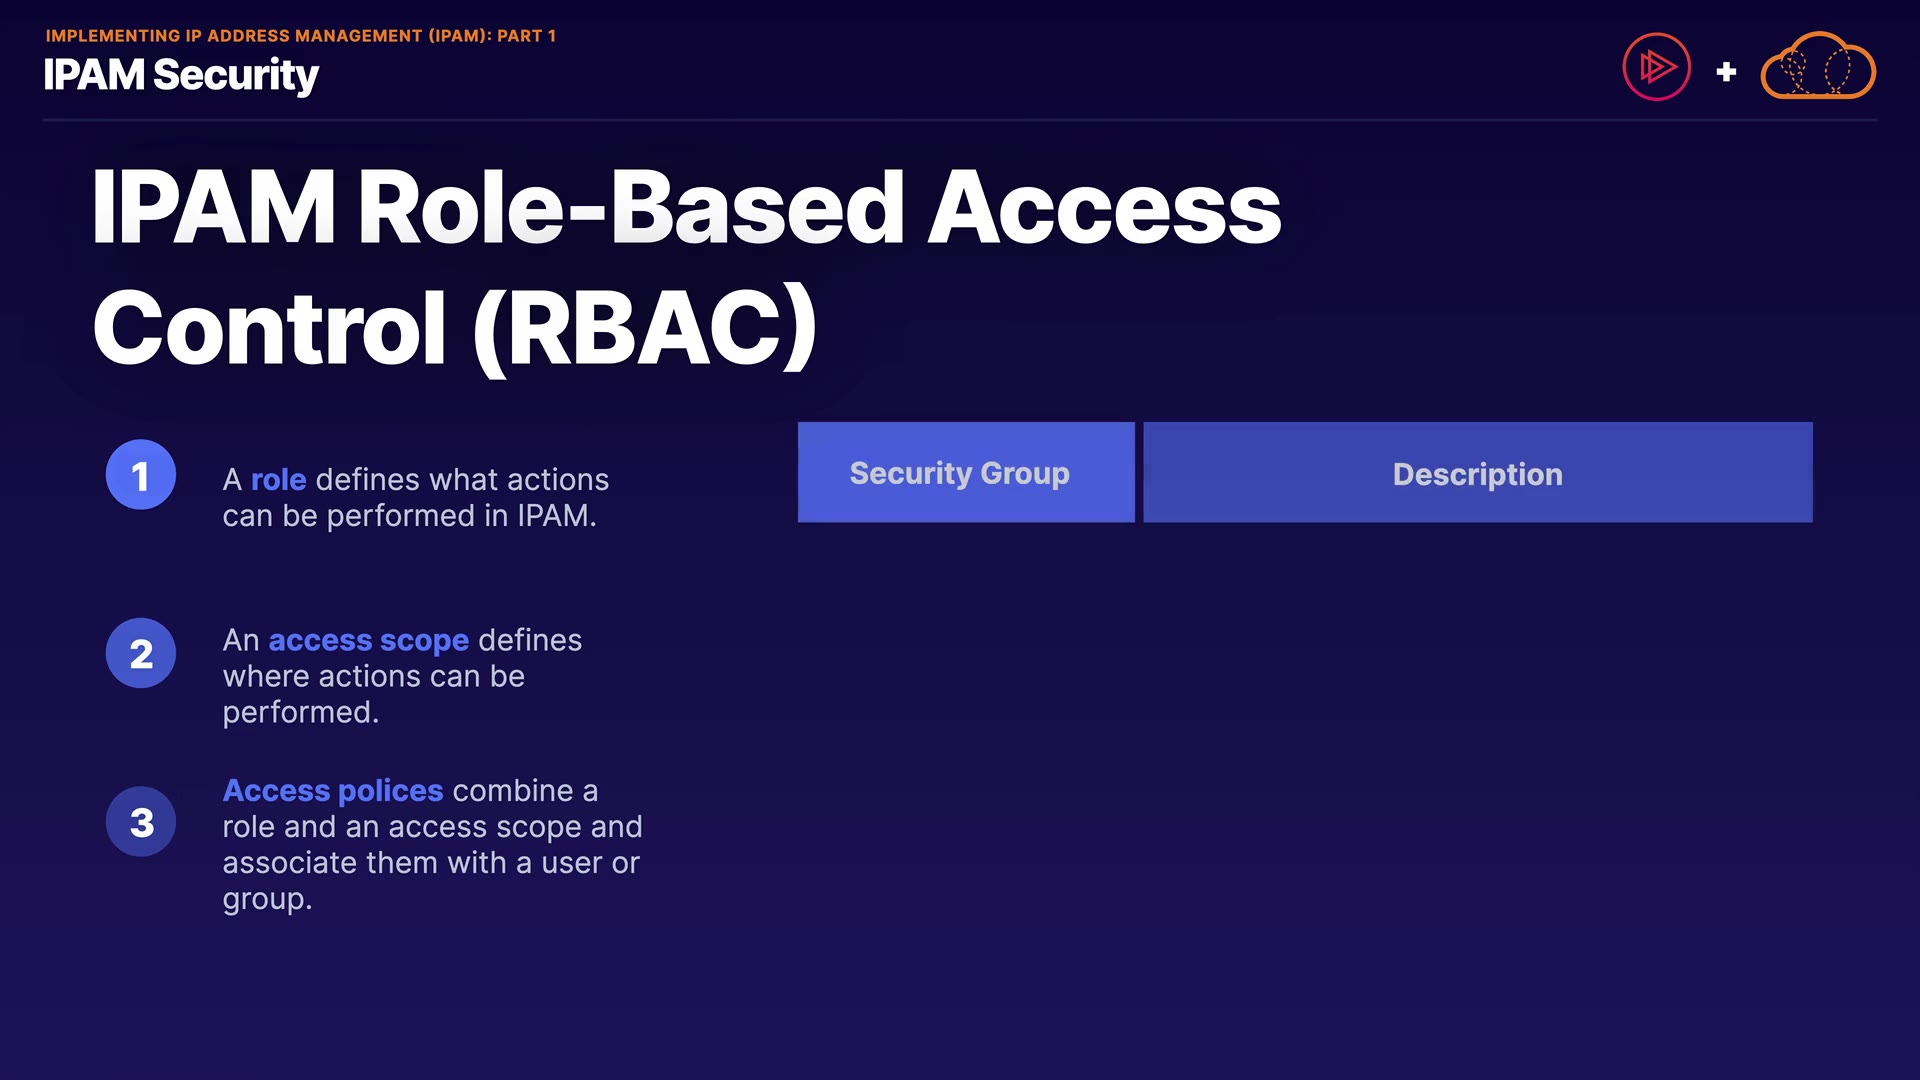 IMPLEMENTING IP ADDRESS MANAGEMENT (IPAM): PART 1
IPAM Security
+
IPAM Role-Based Access
Control (RBAC)
1
A role defines what actions
can be performed in IPAM.
2
An access scope defines
where actions can be
performed.
3
Access polices combine a
role and an access scope and
associate them with a user or
group.
Security Group
Description